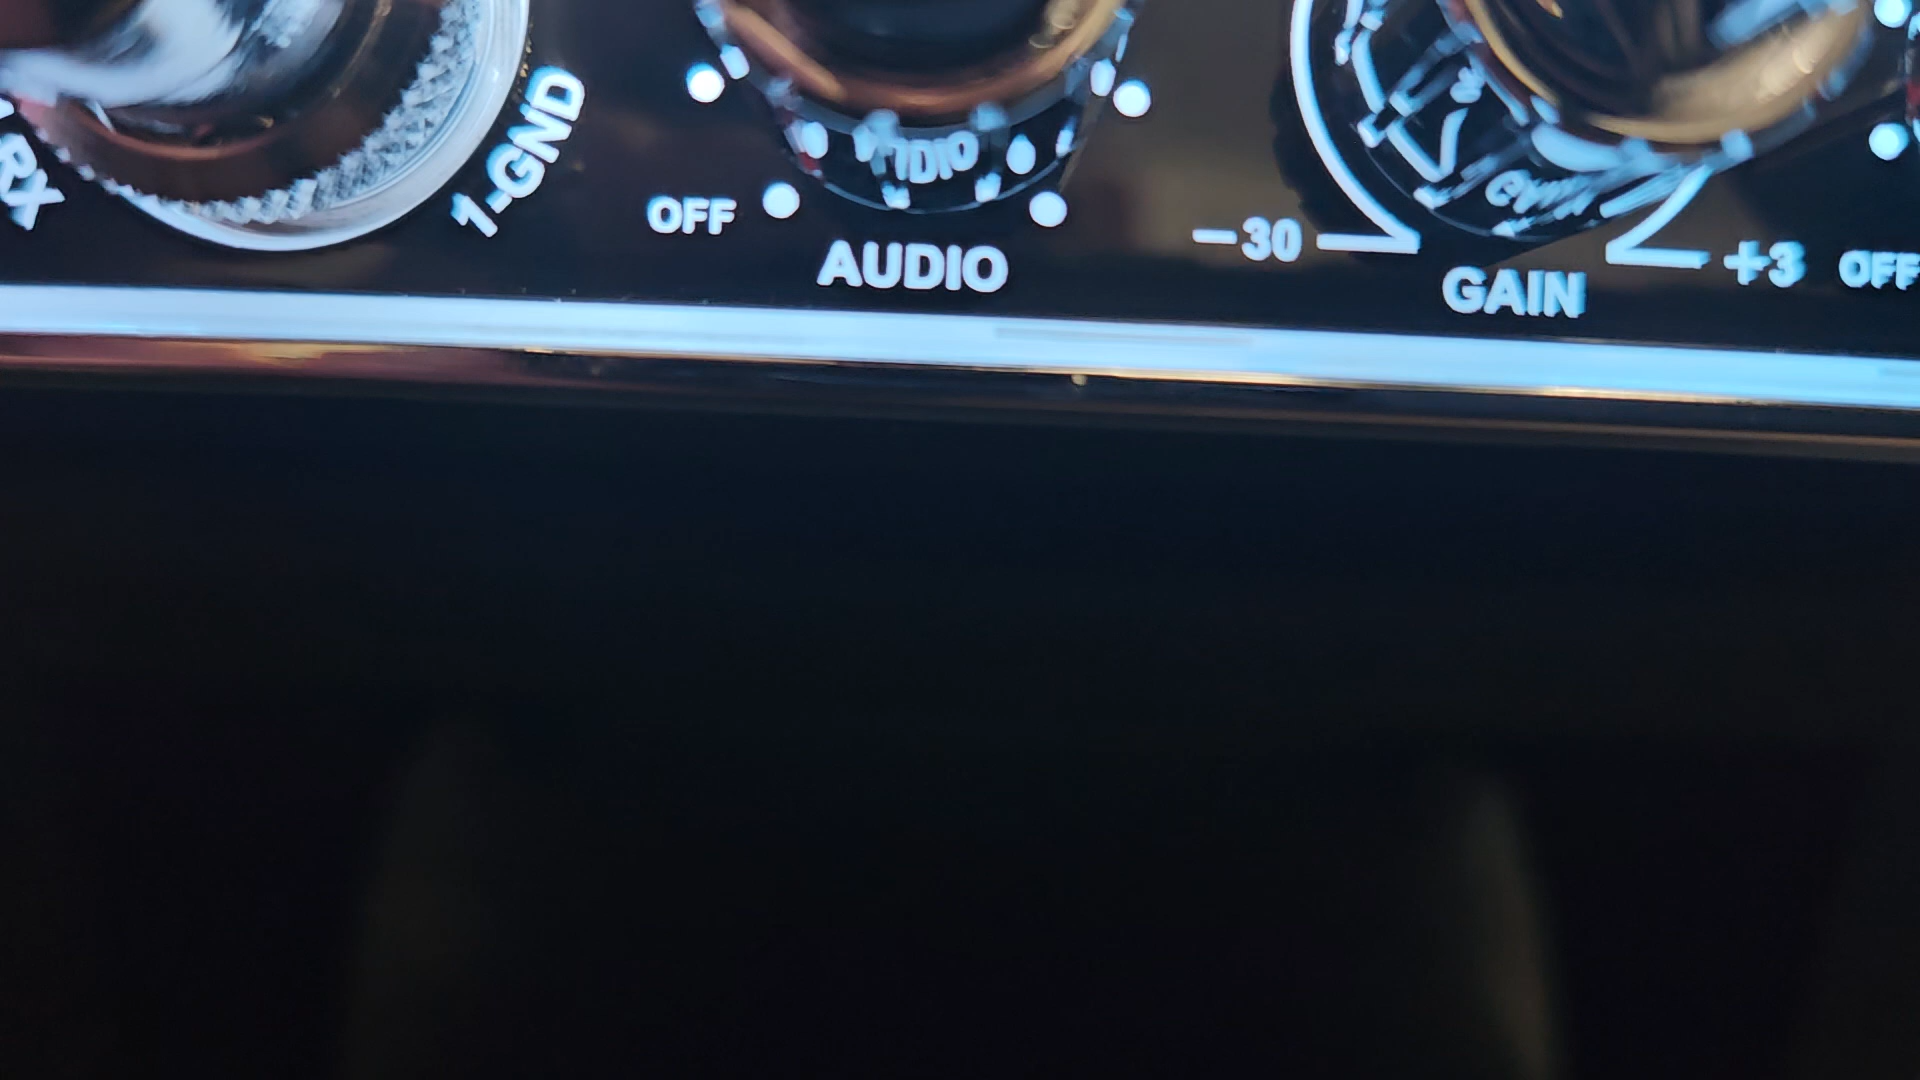 1-GND
OFF
AUDIO
-30
GAIN
+3
OFF